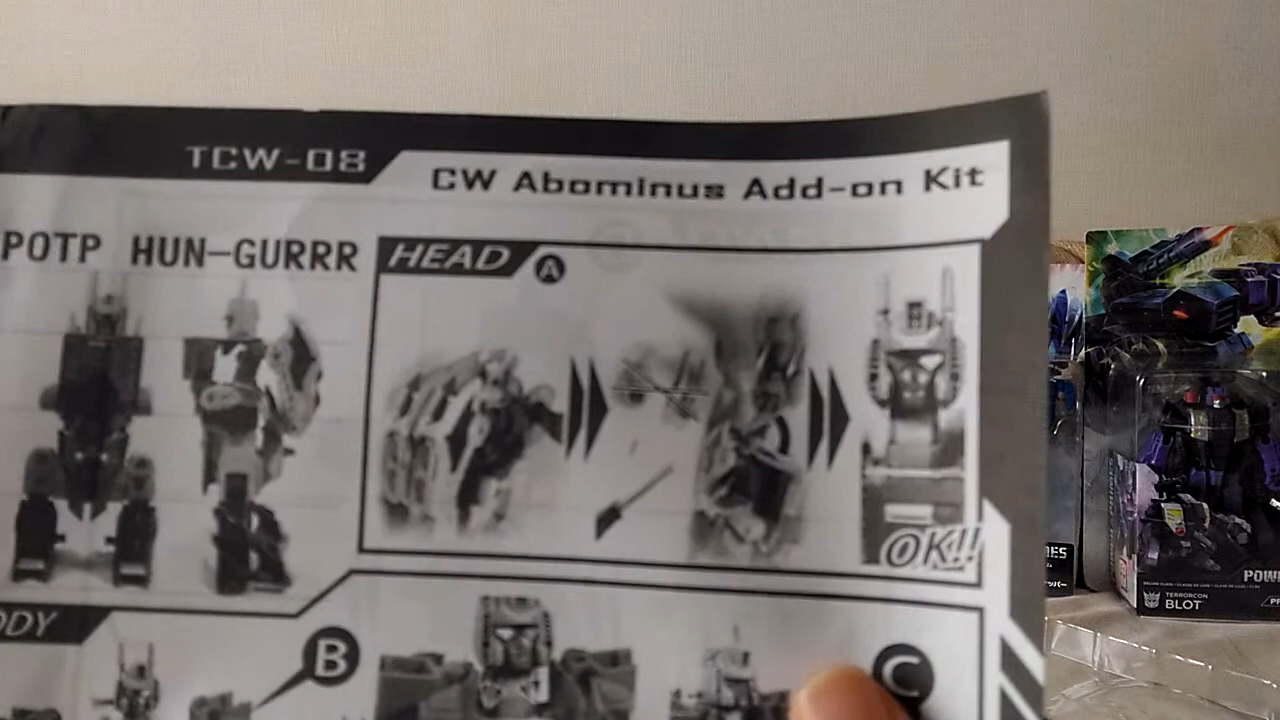 TCW-08
CW Abominus Add-on Kit
POTP HUN-GURRR
HEAD
A
OK!!
ODY
B
C
TERRORCON
BLOT
POW